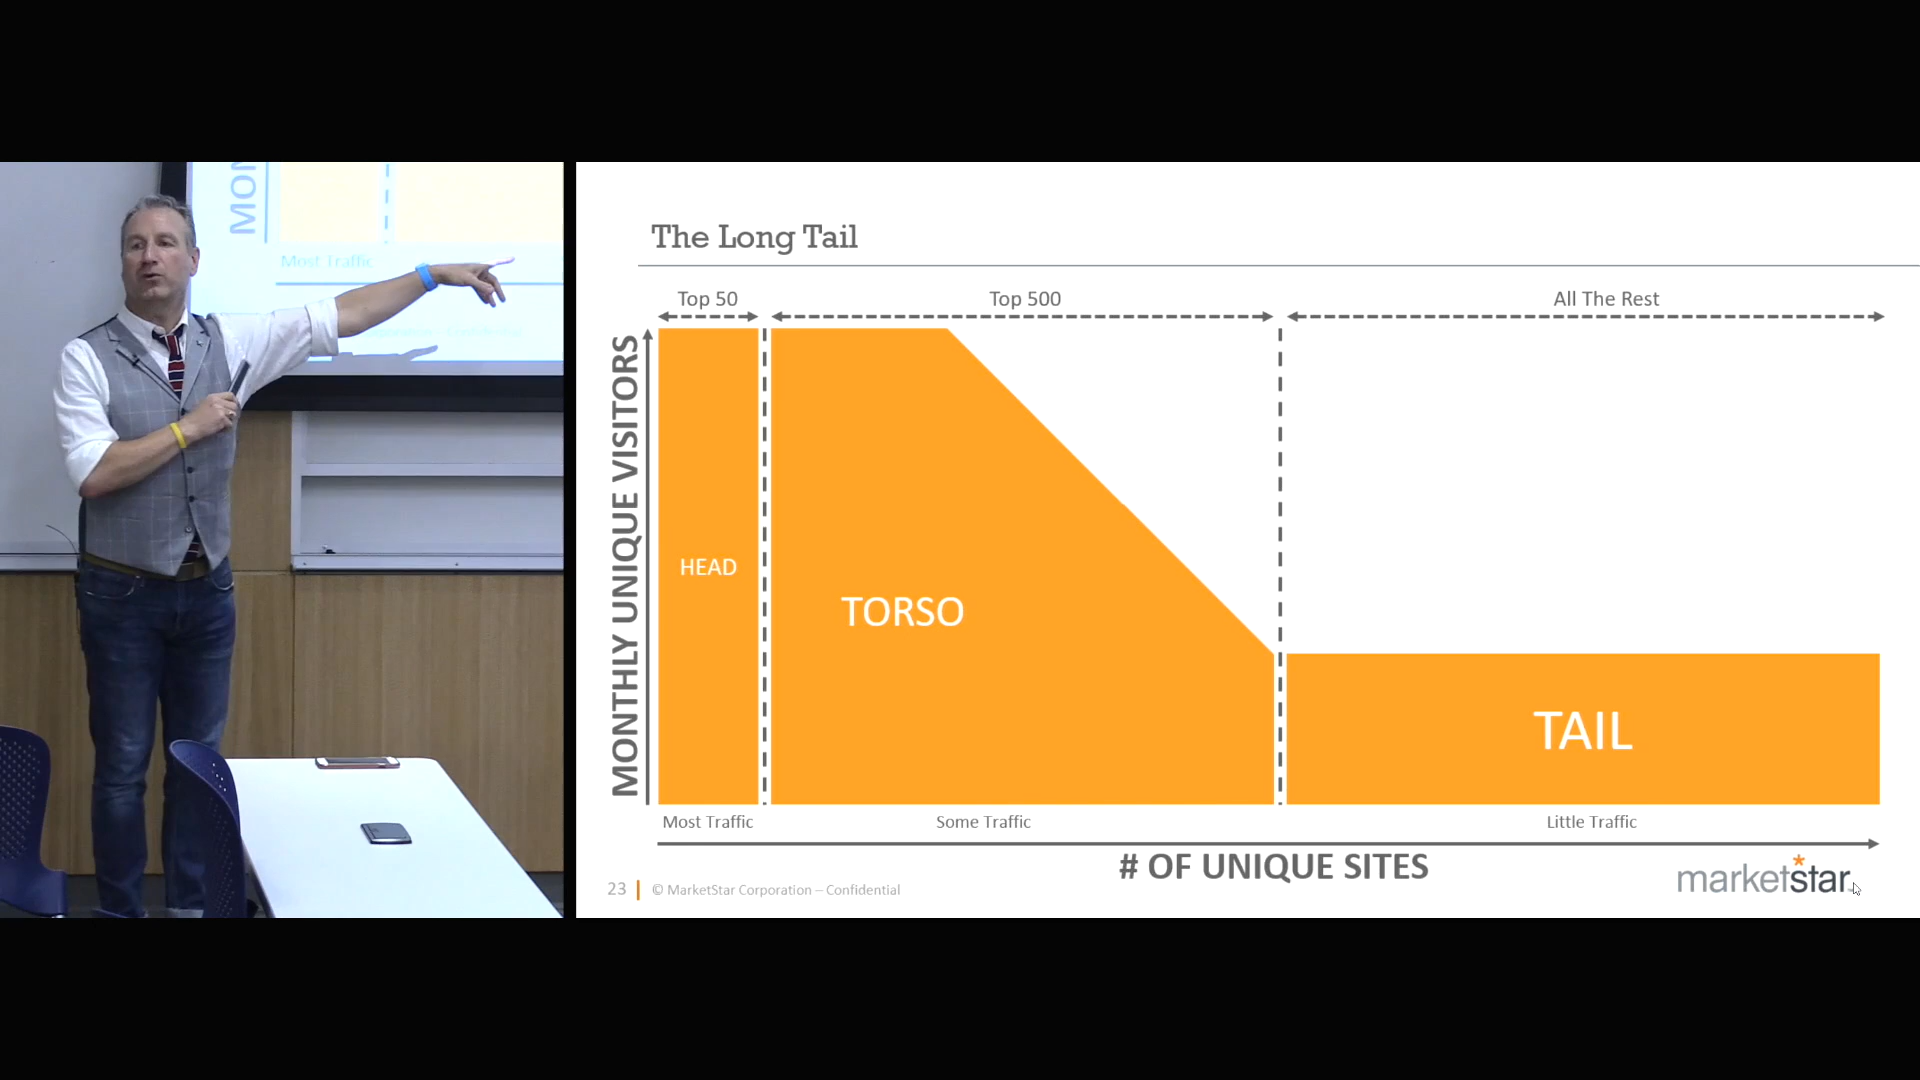 MON
Most Traffic
The Long Tail
Top 50
Top 500
All The Rest
MONTHLY UNIQUE VISITORS
HEAD
TORSO
TAIL
Most Traffic
Some Traffic
Little Traffic
# OF UNIQUE SITES
23
© MarketStar Corporation – Confidential
marketstar